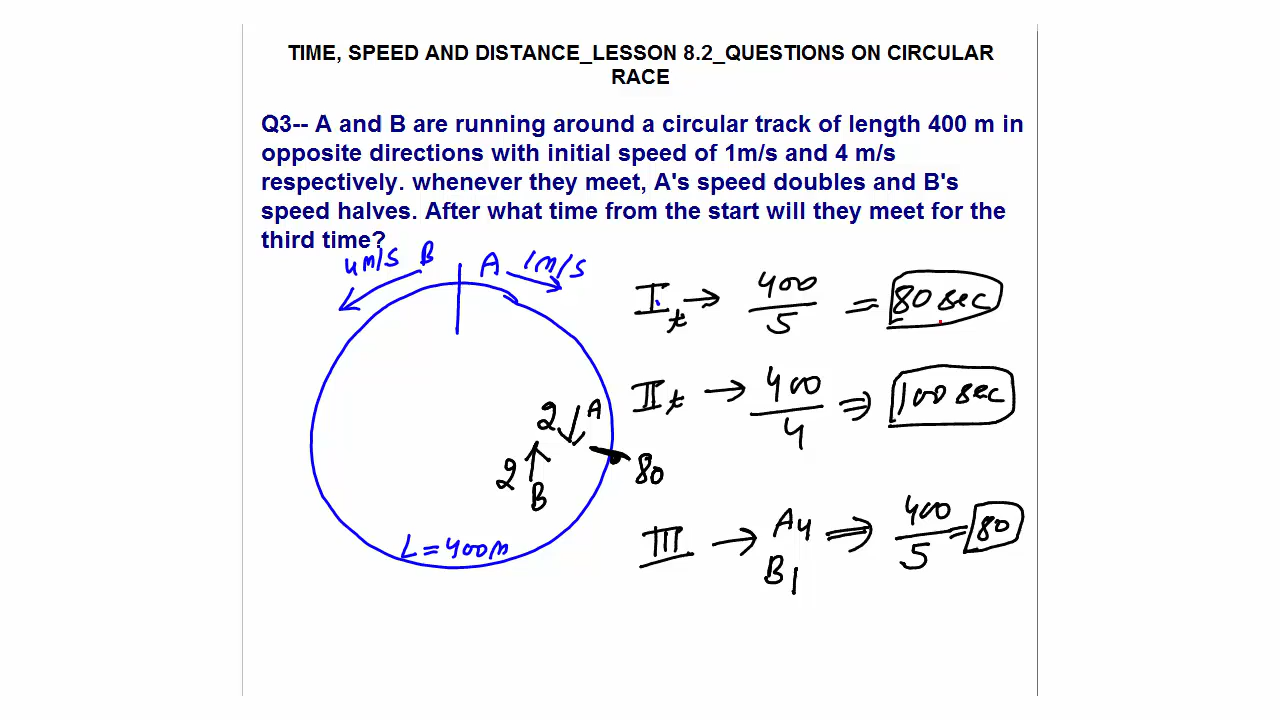 TIME, SPEED AND DISTANCE_LESSON 8.2_QUESTIONS ON CIRCULAR
RACE
Q3-- A and B are running around a circular track of length 400 m in
opposite directions with initial speed of 1m/s and 4 m/s
respectively. whenever they meet, A's speed doubles and B's
speed halves. After what time from the start will they meet for the
third time?
4m/s B A 1m/s
I t → 400/5 = 80 sec
II t → 400/4 ⇒ 100 sec
2 ↓ A
2 ↑ B
80
III → A 4 ⇒ 400/5 = 80
B 1
L = 400m